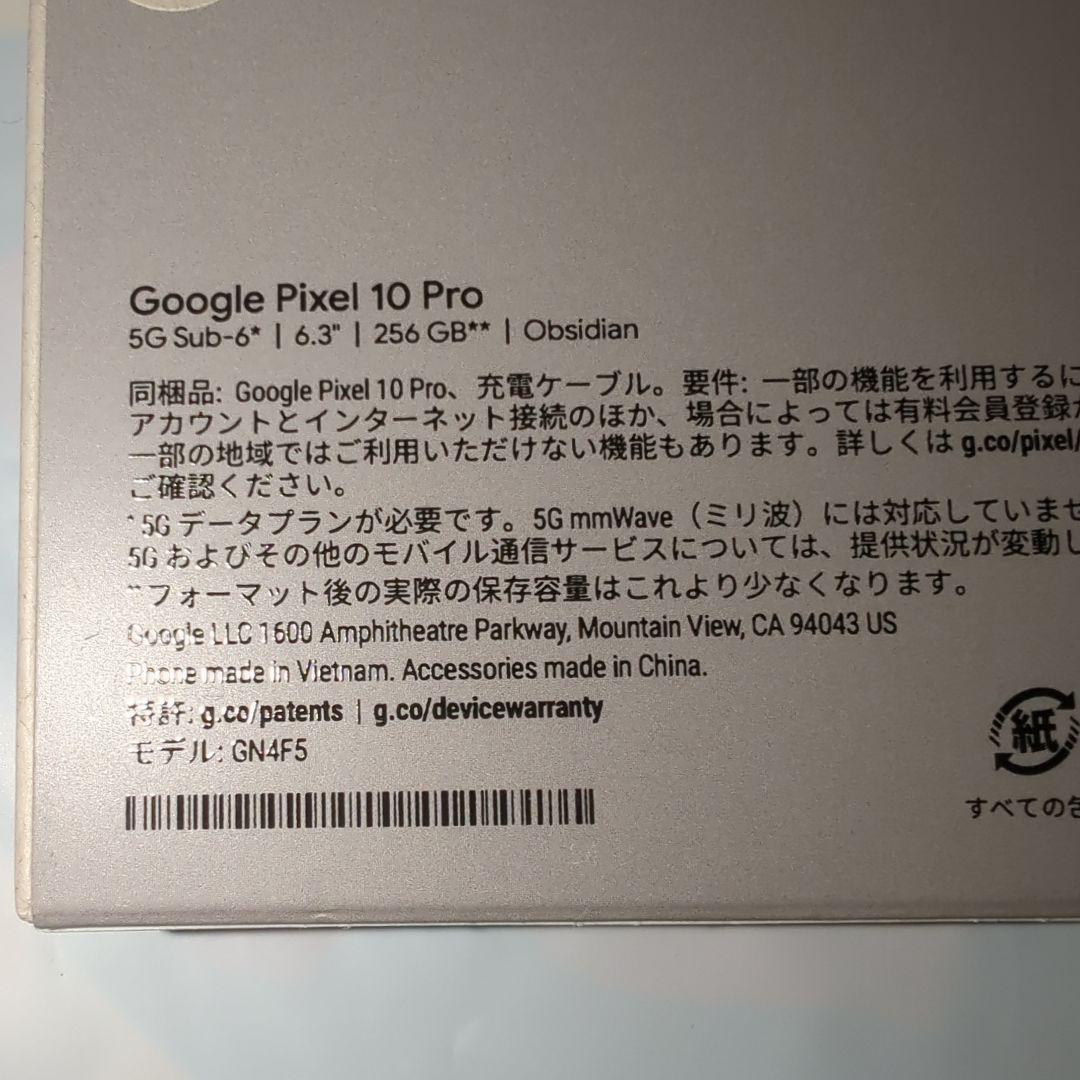 Google Pixel 10 Pro
5G Sub-6* | 6.3" | 256 GB** | Obsidian
同梱品: Google Pixel 10 Pro、充電ケーブル。要件: 一部の機能を利用するに
アカウントとインターネット接続のほか、場合によっては有料会員登録が
一部の地域ではご利用いただけない機能もあります。詳しくは g.co/pixel/
ご確認ください。
*5G データプランが必要です。5G mmWave（ミリ波）には対応していませ
5G およびその他のモバイル通信サービスについては、提供状況が変動し
**フォーマット後の実際の保存容量はこれより少なくなります。
Google LLC 1600 Amphitheatre Parkway, Mountain View, CA 94043 US
Phone made in Vietnam. Accessories made in China.
特許: g.co/patents | g.co/devicewarranty
モデル: GN4F5
紙
すべての包